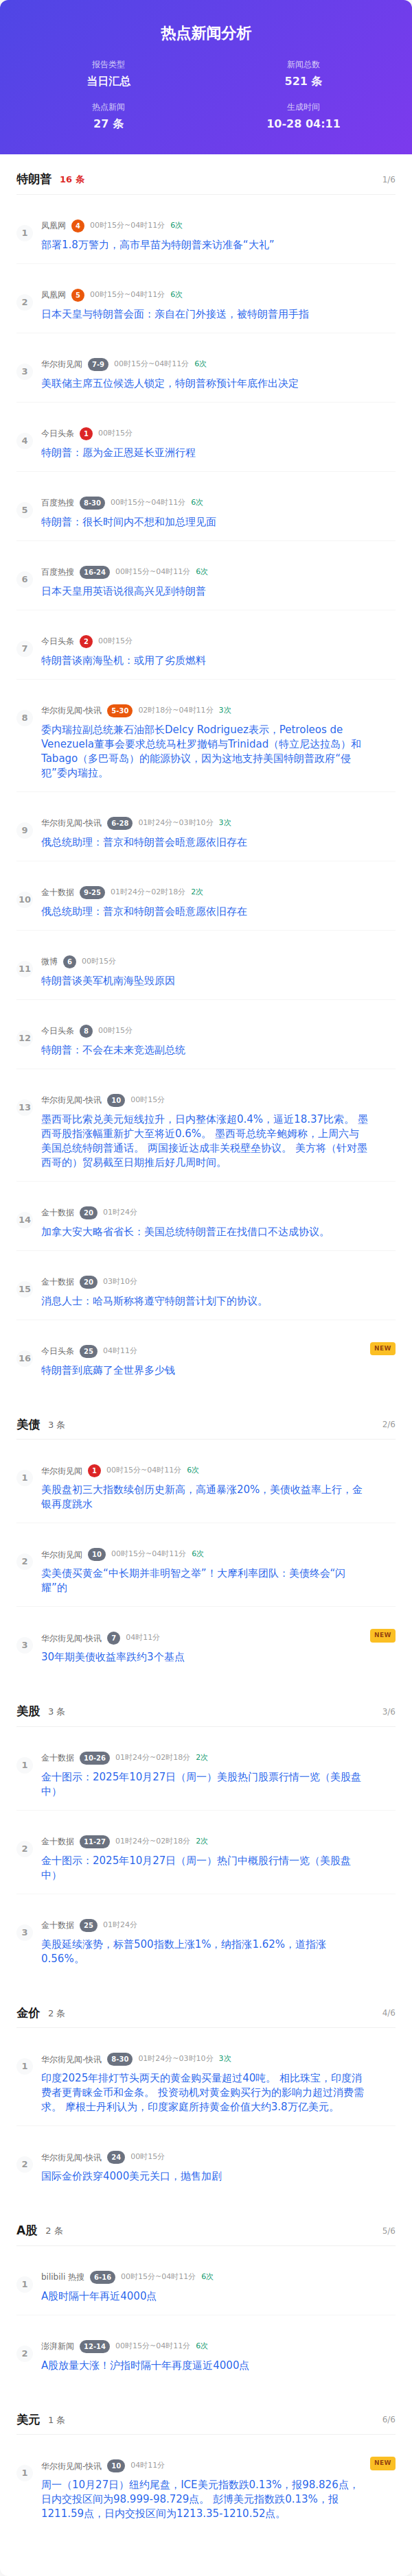 热点新闻分析
报告类型
当日汇总
新闻总数
521 条
热点新闻
27 条
生成时间
10-28 04:11
特朗普 16 条 1/6
1
凤凰网 4 00时15分~04时11分 6次
部署1.8万警力，高市早苗为特朗普来访准备“大礼”
2
凤凰网 5 00时15分~04时11分 6次
日本天皇与特朗普会面：亲自在门外接送，被特朗普用手指
3
华尔街见闻 7-9 00时15分~04时11分 6次
美联储主席五位候选人锁定，特朗普称预计年底作出决定
4
今日头条 1 00时15分
特朗普：愿为金正恩延长亚洲行程
5
百度热搜 8-30 00时15分~04时11分 6次
特朗普：很长时间内不想和加总理见面
6
百度热搜 16-24 00时15分~04时11分 6次
日本天皇用英语说很高兴见到特朗普
7
今日头条 2 00时15分
特朗普谈南海坠机：或用了劣质燃料
8
华尔街见闻-快讯 5-30 02时18分~04时11分 3次
委内瑞拉副总统兼石油部长Delcy Rodriguez表示，Petroleos de
Venezuela董事会要求总统马杜罗撤销与Trinidad（特立尼达拉岛）和
Tabago（多巴哥岛）的能源协议，因为这地支持美国特朗普政府“侵
犯”委内瑞拉。
9
华尔街见闻-快讯 6-28 01时24分~03时10分 3次
俄总统助理：普京和特朗普会晤意愿依旧存在
10
金十数据 9-25 01时24分~02时18分 2次
俄总统助理：普京和特朗普会晤意愿依旧存在
11
微博 6 00时15分
特朗普谈美军机南海坠毁原因
12
今日头条 8 00时15分
特朗普：不会在未来竞选副总统
13
华尔街见闻-快讯 10 00时15分
墨西哥比索兑美元短线拉升，日内整体涨超0.4%，逼近18.37比索。 墨
西哥股指涨幅重新扩大至将近0.6%。 墨西哥总统辛鲍姆称，上周六与
美国总统特朗普通话。 两国接近达成非关税壁垒协议。 美方将（针对墨
西哥的）贸易截至日期推后好几周时间。
14
金十数据 20 01时24分
加拿大安大略省省长：美国总统特朗普正在找借口不达成协议。
15
金十数据 20 03时10分
消息人士：哈马斯称将遵守特朗普计划下的协议。
16
今日头条 25 04时11分 NEW
特朗普到底薅了全世界多少钱
美债 3 条 2/6
1
华尔街见闻 1 00时15分~04时11分 6次
美股盘初三大指数续创历史新高，高通暴涨20%，美债收益率上行，金
银再度跳水
2
华尔街见闻 10 00时15分~04时11分 6次
卖美债买黄金“中长期并非明智之举”！大摩利率团队：美债终会“闪
耀”的
3
华尔街见闻-快讯 7 04时11分 NEW
30年期美债收益率跌约3个基点
美股 3 条 3/6
1
金十数据 10-26 01时24分~02时18分 2次
金十图示：2025年10月27日（周一）美股热门股票行情一览（美股盘
中）
2
金十数据 11-27 01时24分~02时18分 2次
金十图示：2025年10月27日（周一）热门中概股行情一览（美股盘
中）
3
金十数据 25 01时24分
美股延续涨势，标普500指数上涨1%，纳指涨1.62%，道指涨
0.56%。
金价 2 条 4/6
1
华尔街见闻-快讯 8-30 01时24分~03时10分 3次
印度2025年排灯节头两天的黄金购买量超过40吨。 相比珠宝，印度消
费者更青睐金币和金条。 投资动机对黄金购买行为的影响力超过消费需
求。 摩根士丹利认为，印度家庭所持黄金价值大约3.8万亿美元。
2
华尔街见闻-快讯 24 00时15分
国际金价跌穿4000美元关口，抛售加剧
A股 2 条 5/6
1
bilibili 热搜 6-16 00时15分~04时11分 6次
A股时隔十年再近4000点
2
澎湃新闻 12-14 00时15分~04时11分 6次
A股放量大涨！沪指时隔十年再度逼近4000点
美元 1 条 6/6
1
华尔街见闻-快讯 10 04时11分 NEW
周一（10月27日）纽约尾盘，ICE美元指数跌0.13%，报98.826点，
日内交投区间为98.999-98.729点。 彭博美元指数跌0.13%，报
1211.59点，日内交投区间为1213.35-1210.52点。